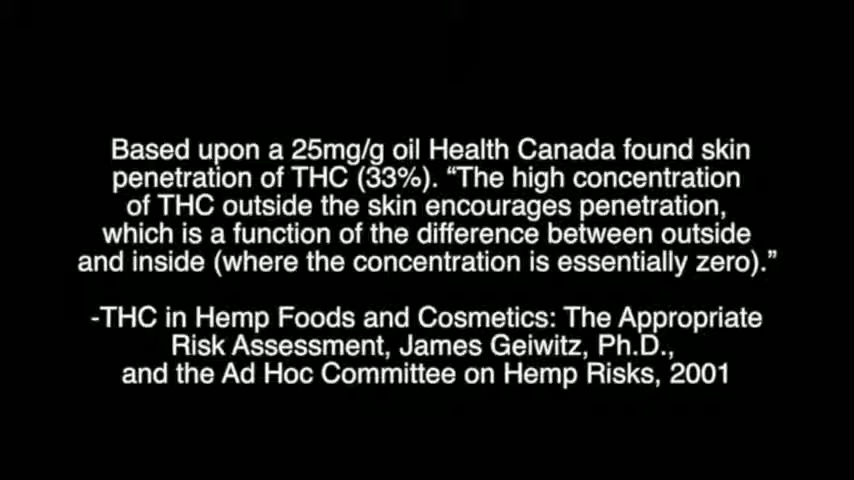 Based upon a 25mg/g oil Health Canada found skin
penetration of THC (33%). “The high concentration
of THC outside the skin encourages penetration,
which is a function of the difference between outside
and inside (where the concentration is essentially zero).”
-THC in Hemp Foods and Cosmetics: The Appropriate
Risk Assessment, James Geiwitz, Ph.D.,
and the Ad Hoc Committee on Hemp Risks, 2001